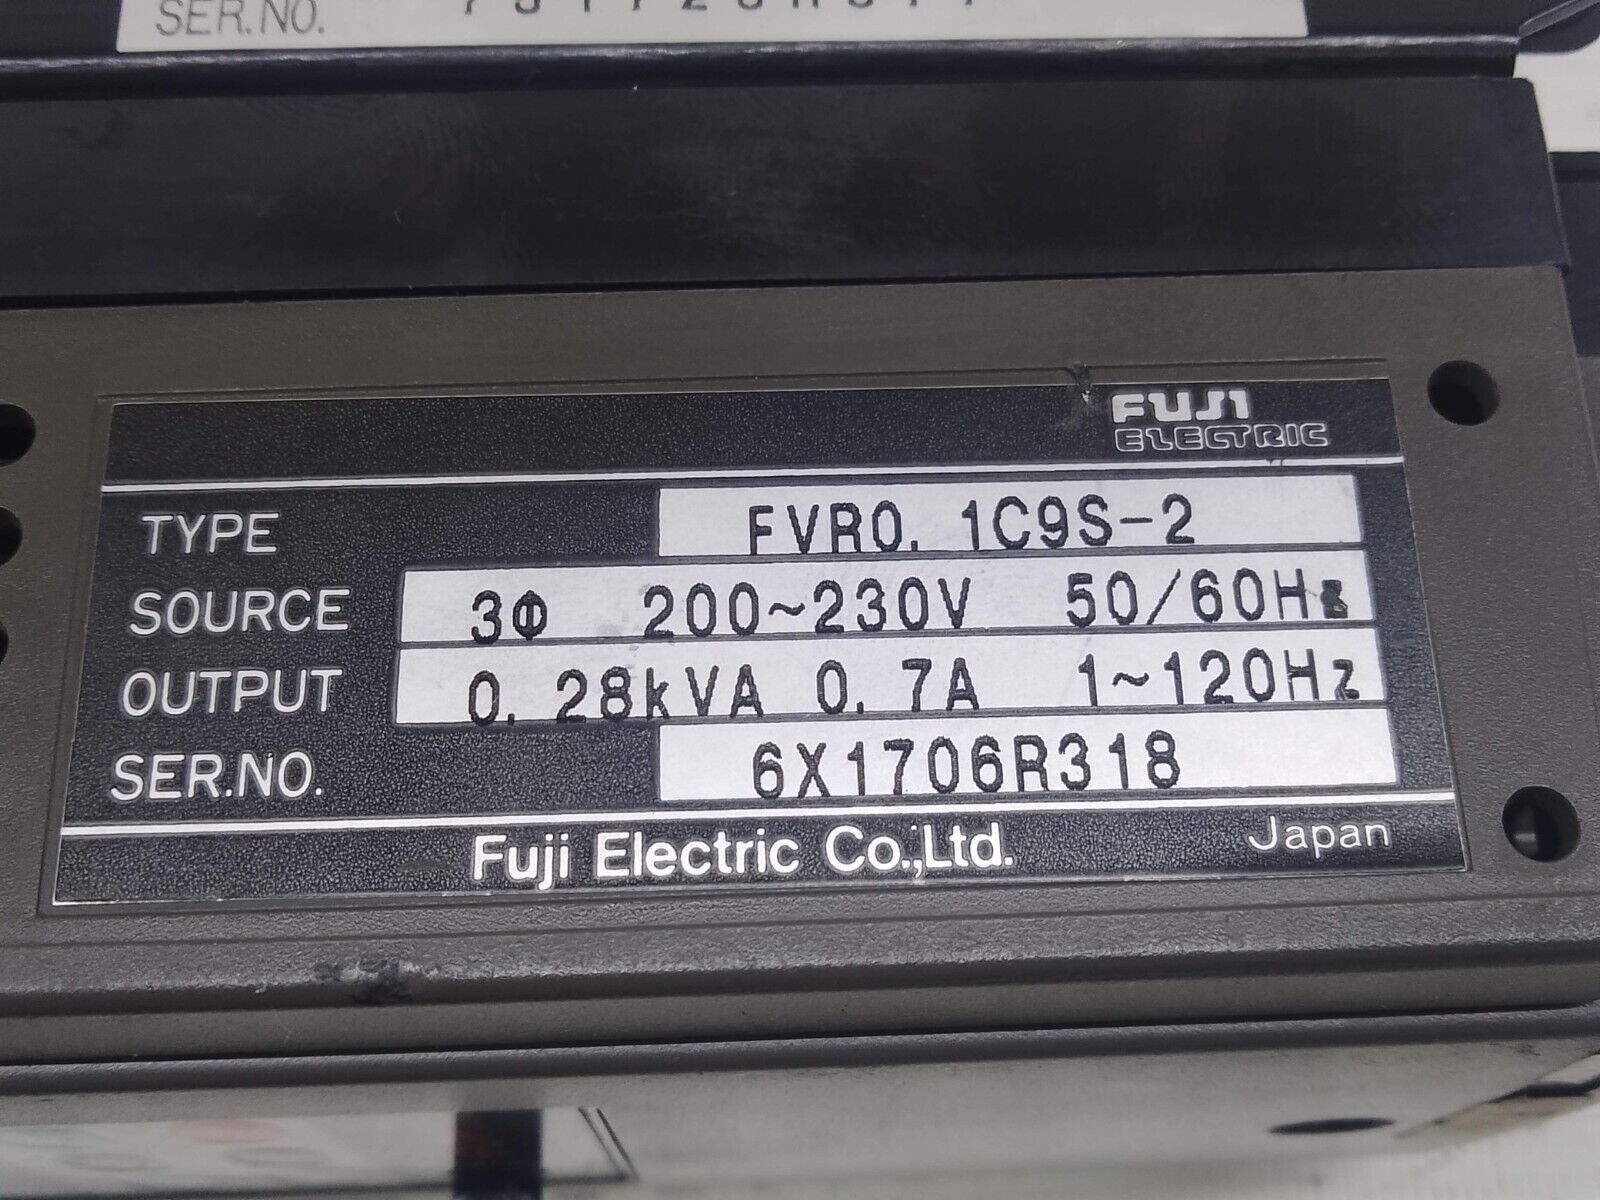 SER.NO.
FUJI
ELECTRIC
TYPE FVR0.1C9S-2
SOURCE 3Φ 200~230V 50/60Hz
OUTPUT 0.28kVA 0.7A 1~120Hz
SER.NO. 6X1706R318
Fuji Electric Co.,Ltd. Japan